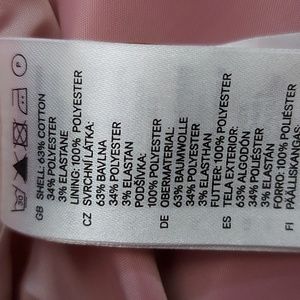 30
P
GB SHELL: 63% COTTON
34% POLYESTER
3% ELASTANE
LINING: 100% POLYESTER
CZ SVRCHNÍ LÁTKA:
63% BAVLNA
34% POLYESTER
3% ELASTAN
PODŠÍVKA:
100% POLYESTER
DE OBERMATERIAL:
63% BAUMWOLLE
34% POLYESTER
3% ELASTHAN
FUTTER: 100% POLYESTER
ES TELA EXTERIOR:
63% ALGODÓN
34% POLIÉSTER
3% ELASTÁN
FORRO: 100% POLIÉSTER
FI